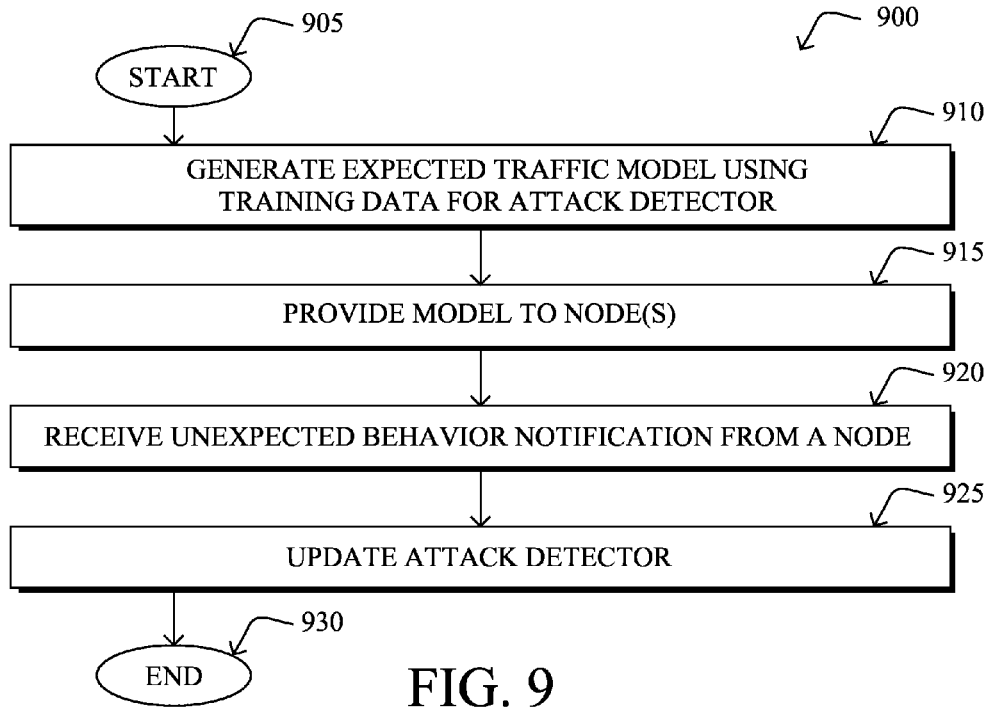 905
900
START
910
GENERATE EXPECTED TRAFFIC MODEL USING
TRAINING DATA FOR ATTACK DETECTOR
915
PROVIDE MODEL TO NODE(S)
920
RECEIVE UNEXPECTED BEHAVIOR NOTIFICATION FROM A NODE
925
UPDATE ATTACK DETECTOR
930
END
FIG. 9